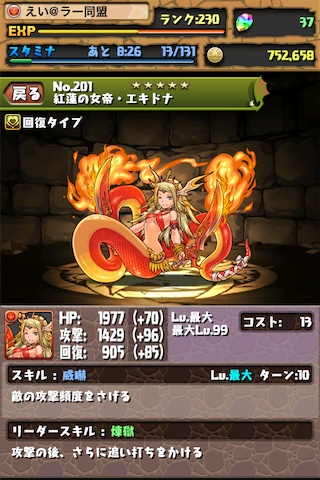 えい@ラー同盟
ランク:230
37
EXP
スタミナ あと 8:26 13/131
752,658
戻る
No.201 ★★★★★
紅蓮の女帝・エキドナ
回復タイプ
HP: 1977 (+70) Lv.最大
攻撃: 1429 (+96) 最大Lv.99
回復: 905 (+85)
コスト: 13
スキル : 威嚇 Lv.最大 ターン:10
敵の攻撃頻度をさげる
リーダースキル : 煉獄
攻撃の後、さらに追い打ちをかける